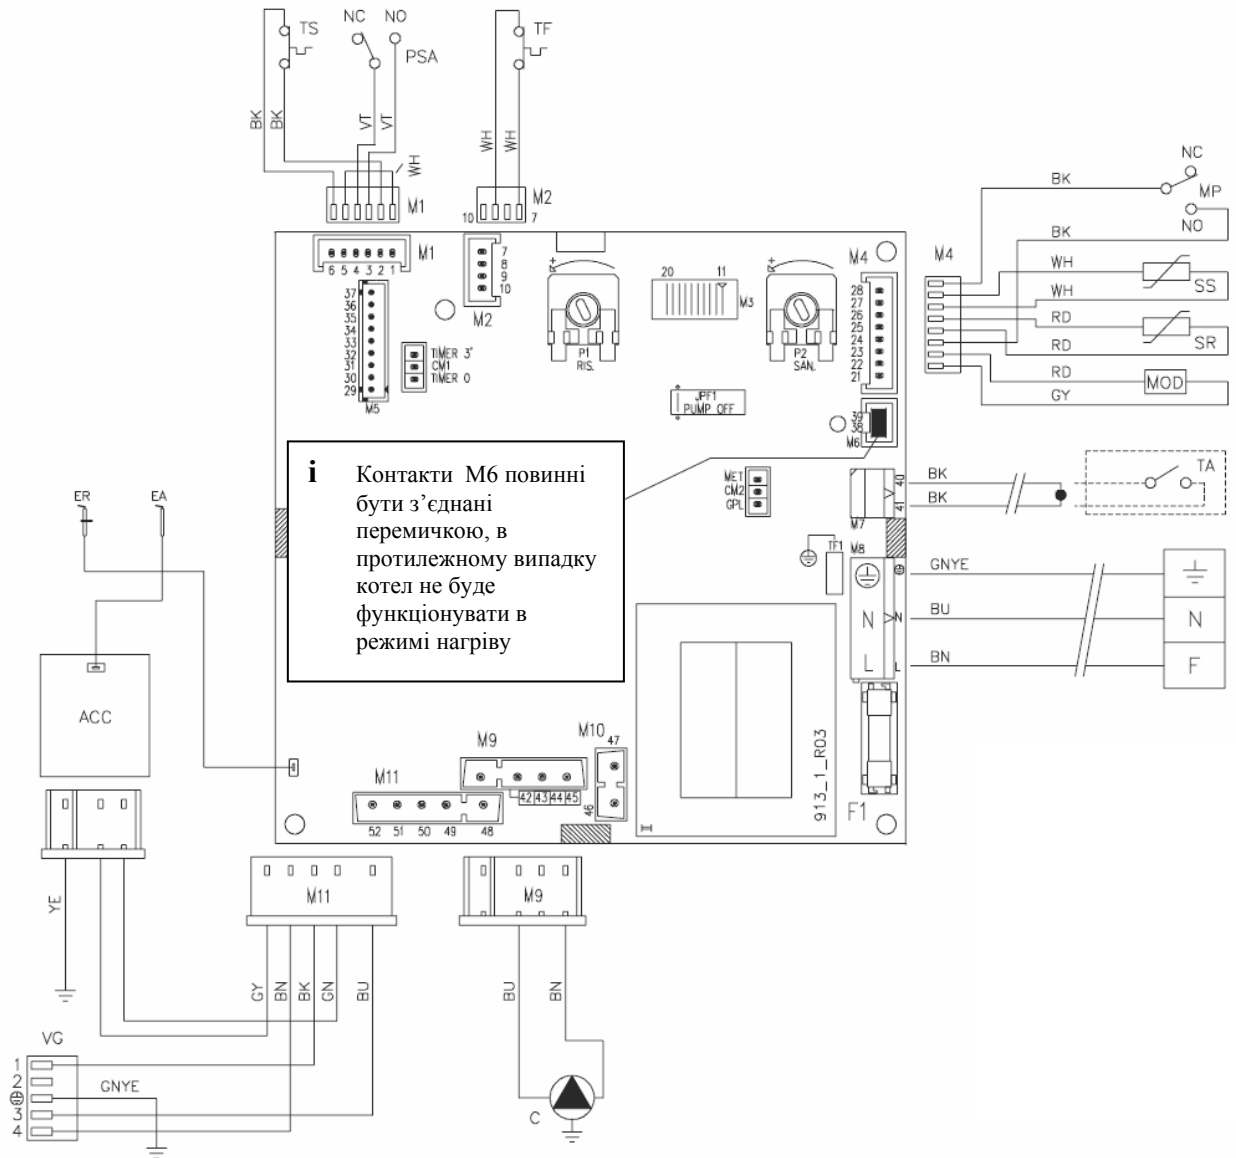 TS
NC
NO
PSA
TF
BK
BK
VT
VT
WH
WH
WH
M1
M2
10
7
M1
6 5 4 3 2 1
7
8
9
10
M2
37
36
35
34
33
32
31
30
29
M5
TIMER 3'
CM1
TIMER 0
P1
RIS.
20
11
M3
P2
SAN.
JPF1
PUMP OFF
M4
28
27
26
25
24
23
22
21
39
38
M6
M4
BK
BK
WH
WH
RD
RD
RD
GY
NC
MP
NO
SS
SR
MOD
i
Контакти М6 повинні
бути з’єднані
перемичкою, в
протилежному випадку
котел не буде
функціонувати в
режимі нагріву
MET
CM2
GPL
40
41
M7
BK
BK
TA
TF1
M8
N
N
L
L
GNYE
BU
BN
N
F
ER
EA
ACC
M9
42 43 44 45
M10
47
46
M11
52 51 50 49 48
913_1_R03
F1
YE
M11
M9
GY
BN
BK
GN
BU
BU
BN
VG
1
2
3
4
GNYE
C